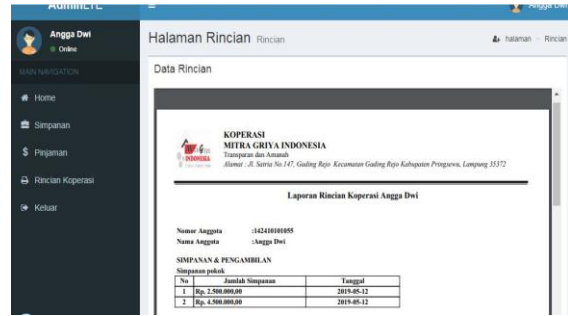 AdminLTE
Angga Dwi
Angga Dwi
Online
Halaman Rincian Rincian
halaman
Rincian
MAIN NAVIGATION
Data Rincian
Home
Simpanan
Pinjaman
Rincian Koperasi
Keluar
INDONESIA
KOPERASI
MITRA GRIYA INDONESIA
Transparan dan Amanah
Alamat : Jl. Satria No.147, Gading Rejo Kecamatan Gading Rejo Kabupaten Pringsewu, Lampung 35372
Laporan Rincian Koperasi Angga Dwi
Nomor Anggota :142410101055
Nama Anggota :Angga Dwi
SIMPANAN & PENGAMBILAN
Simpanan pokok
No Jumlah Simpanan Tanggal
1 Rp. 2.500.000,00 2019-05-12
2 Rp. 4.500.000,00 2019-05-12